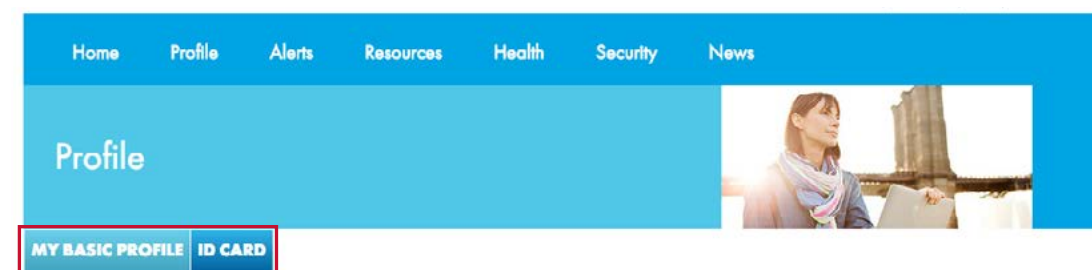 Home Profile Alerts Resources Health Security News
Profile
MY BASIC PROFILE ID CARD